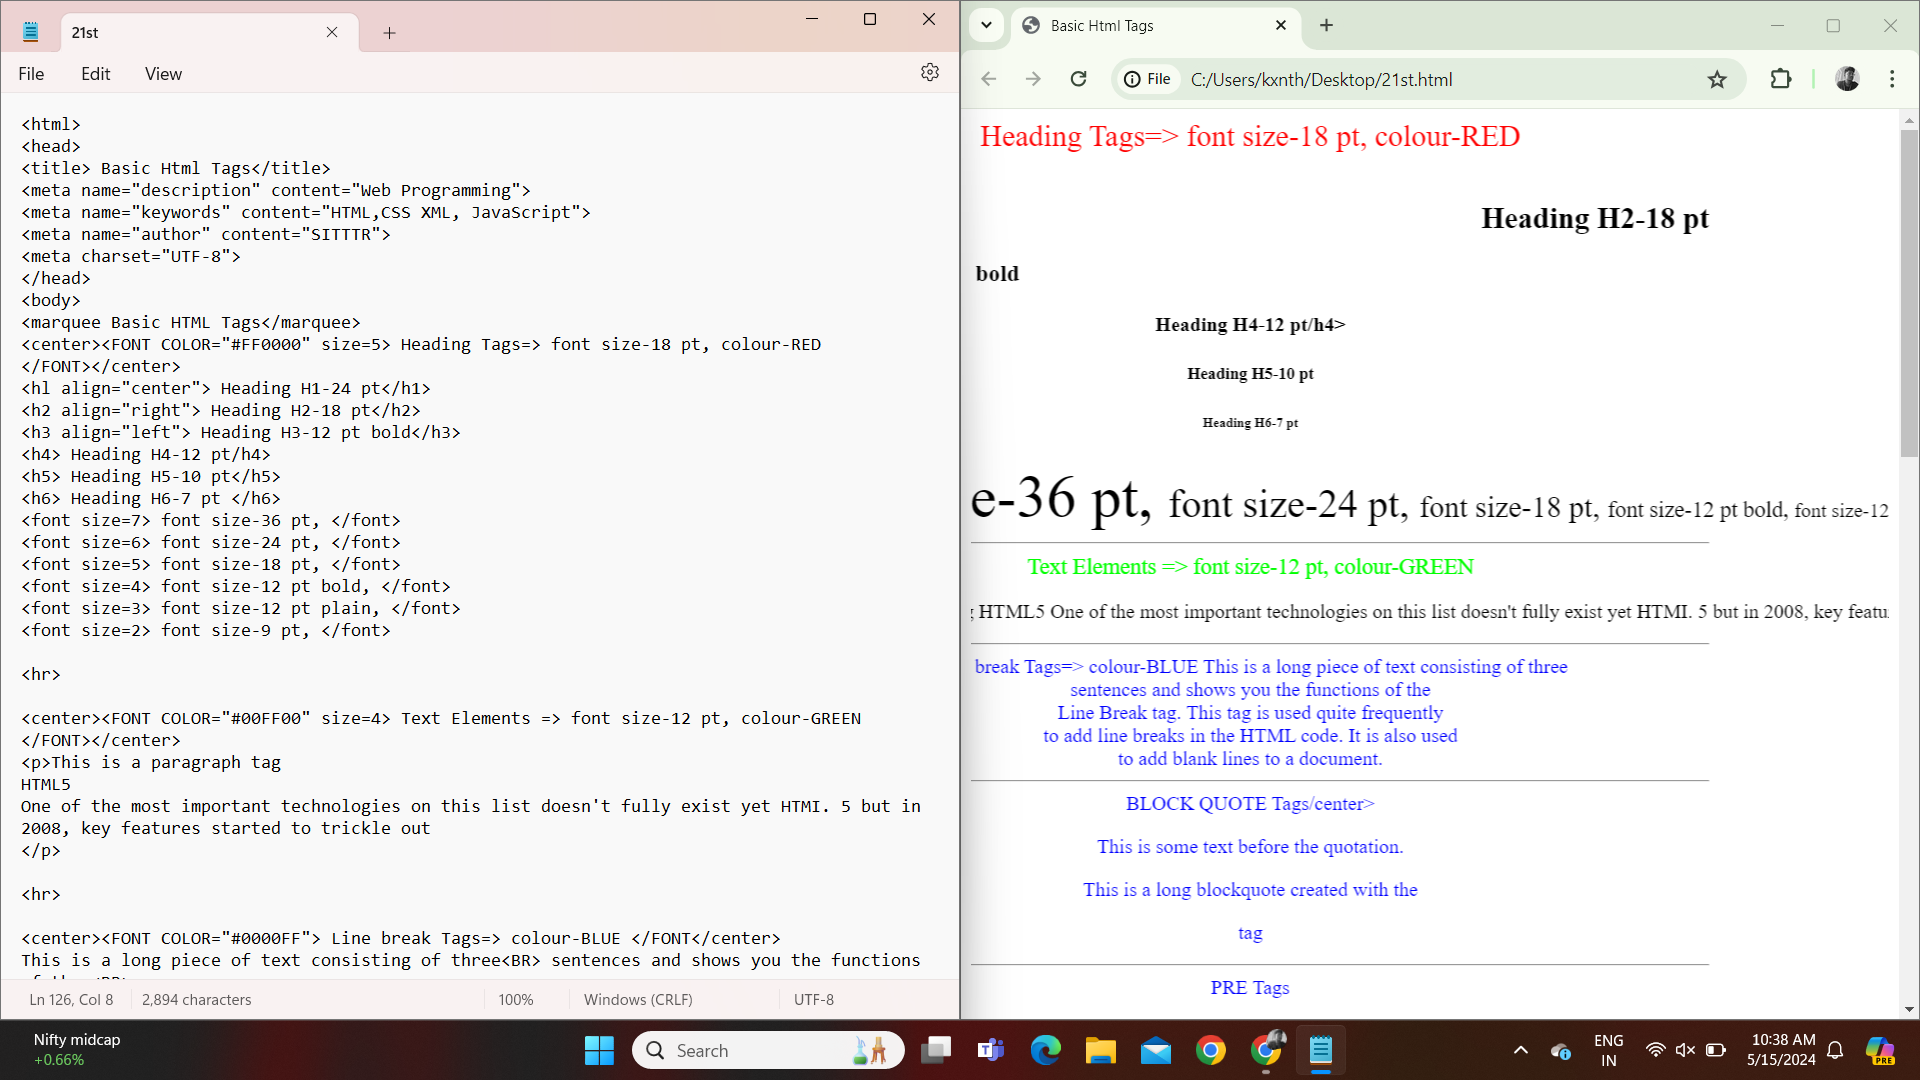 21st
File Edit View
<html>
<head>
<title> Basic Html Tags</title>
<meta name="description" content="Web Programming">
<meta name="keywords" content="HTML,CSS XML, JavaScript">
<meta name="author" content="SITTTR">
<meta charset="UTF-8">
</head>
<body>
<marquee Basic HTML Tags</marquee>
<center><FONT COLOR="#FF0000" size=5> Heading Tags=> font size-18 pt, colour-RED
</FONT></center>
<hl align="center"> Heading H1-24 pt</h1>
<h2 align="right"> Heading H2-18 pt</h2>
<h3 align="left"> Heading H3-12 pt bold</h3>
<h4> Heading H4-12 pt/h4>
<h5> Heading H5-10 pt</h5>
<h6> Heading H6-7 pt </h6>
<font size=7> font size-36 pt, </font>
<font size=6> font size-24 pt, </font>
<font size=5> font size-18 pt, </font>
<font size=4> font size-12 pt bold, </font>
<font size=3> font size-12 pt plain, </font>
<font size=2> font size-9 pt, </font>
<hr>
<center><FONT COLOR="#00FF00" size=4> Text Elements => font size-12 pt, colour-GREEN
</FONT></center>
<p>This is a paragraph tag
HTML5
One of the most important technologies on this list doesn't fully exist yet HTMI. 5 but in
2008, key features started to trickle out
</p>
<hr>
<center><FONT COLOR="#0000FF"> Line break Tags=> colour-BLUE </FONT</center>
This is a long piece of text consisting of three<BR> sentences and shows you the functions
Ln 126, Col 8 2,894 characters 100% Windows (CRLF) UTF-8
Basic Html Tags
File C:/Users/kxnth/Desktop/21st.html
Heading Tags=> font size-18 pt, colour-RED
Heading H2-18 pt
bold
Heading H4-12 pt/h4>
Heading H5-10 pt
Heading H6-7 pt
e-36 pt, font size-24 pt, font size-18 pt, font size-12 pt bold, font size-12
Text Elements => font size-12 pt, colour-GREEN
HTML5 One of the most important technologies on this list doesn't fully exist yet HTMI. 5 but in 2008, key featu
break Tags=> colour-BLUE This is a long piece of text consisting of three
sentences and shows you the functions of the
Line Break tag. This tag is used quite frequently
to add line breaks in the HTML code. It is also used
to add blank lines to a document.
BLOCK QUOTE Tags/center>
This is some text before the quotation.
This is a long blockquote created with the
tag
PRE Tags
Nifty midcap
+0.66%
Search
ENG
IN
10:38 AM
5/15/2024
PRE